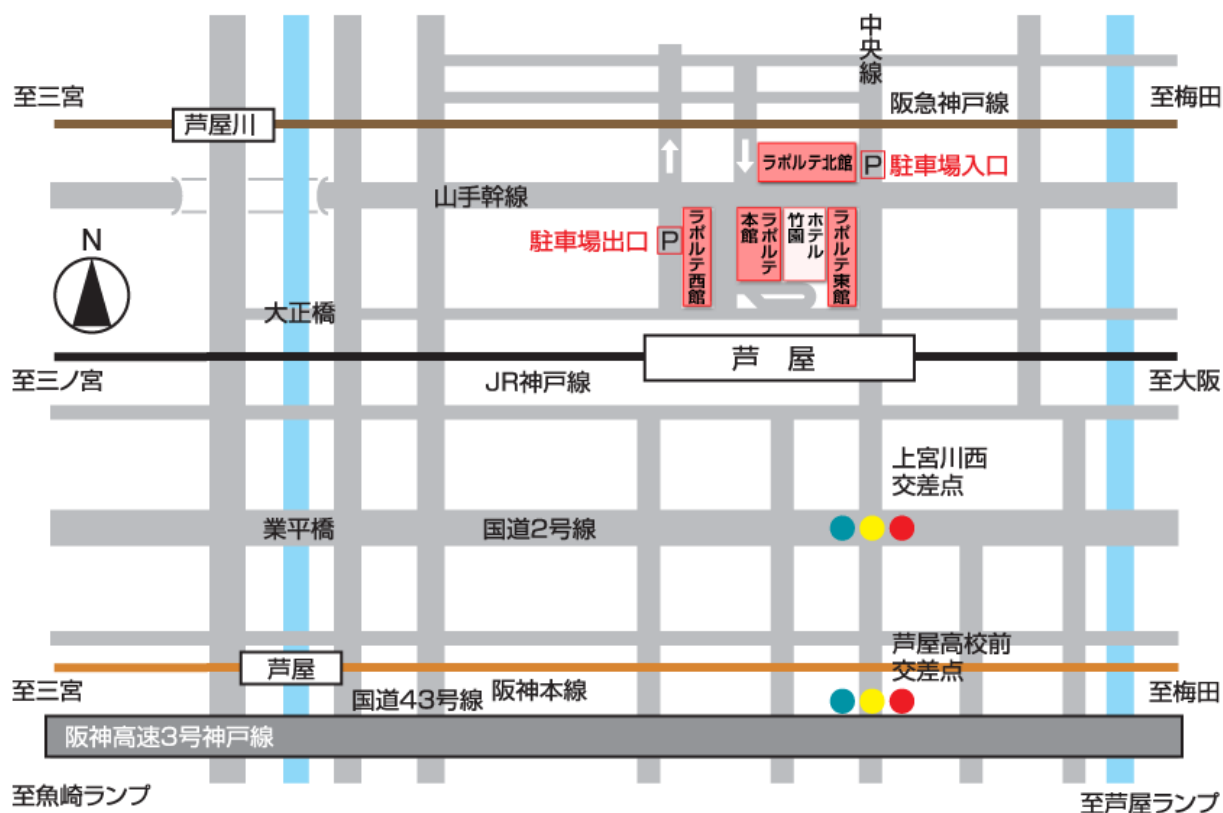 中央線
至三宮
芦屋川
阪急神戸線
至梅田
ラポルテ北館
P
駐車場入口
山手幹線
駐車場出口
P
ラポルテ西館
ラポルテ
本館
ホテル
竹園
ラポルテ東館
N
大正橋
芦屋
至三ノ宮
JR神戸線
至大阪
上宮川西
交差点
業平橋
国道2号線
芦屋高校前
交差点
芦屋
至三宮
国道43号線
阪神本線
至梅田
阪神高速3号神戸線
至魚崎ランプ
至芦屋ランプ